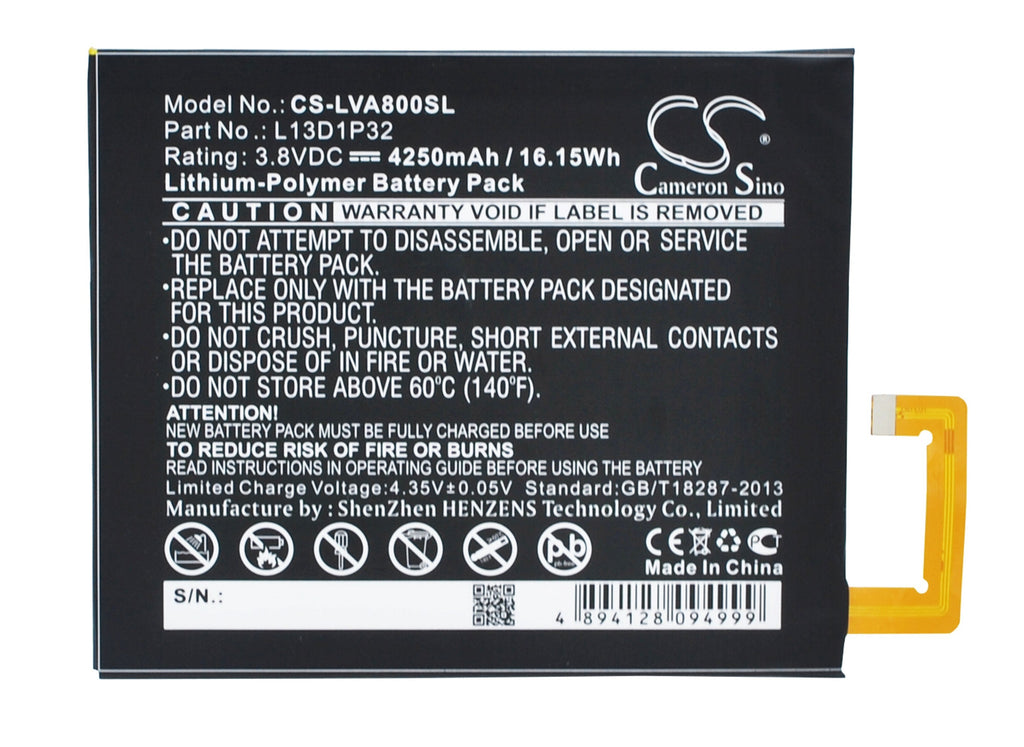 Model No.: CS-LVA800SL
Part No.: L13D1P32
Rating: 3.8VDC 4250mAh / 16.15Wh
Lithium-Polymer Battery Pack
Cameron Sino
®
CAUTION WARRANTY VOID IF LABEL IS REMOVED
•DO NOT ATTEMPT TO DISASSEMBLE, OPEN OR SERVICE
THE BATTERY PACK.
•REPLACE ONLY WITH THE BATTERY PACK DESIGNATED
FOR THIS PRODUCT.
•DO NOT CRUSH, PUNCTURE, SHORT EXTERNAL CONTACTS
OR DISPOSE OF IN FIRE OR WATER.
•DO NOT STORE ABOVE 60°C (140°F).
ATTENTION!
NEW BATTERY PACK MUST BE FULLY CHARGED BEFORE USE
TO REDUCE RISK OF FIRE OR BURNS
READ INSTRUCTIONS IN OPERATING GUIDE BEFORE USING THE BATTERY
Limited Charge Voltage:4.35V±0.05V Standard:GB/T18287-2013
Manufacture by : ShenZhen HENZENS Technology Co., Limited
pb
pb-free
CE
Made In China
S/N.:
4 894128 094999